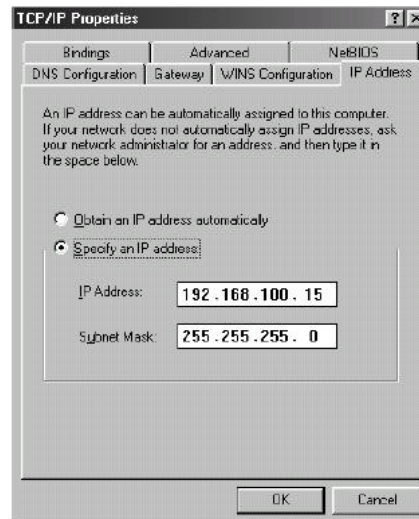 TCP/IP Properties
Bindings Advanced NetBIOS
DNS Configuration Gateway WINS Configuration IP Address
An IP address can be automatically assigned to this computer.
If your network does not automatically assign IP addresses, ask
your network administrator for an address, and then type it in
the space below.
Obtain an IP address automatically
Specify an IP address:
IP Address: 192.168.100.15
Subnet Mask: 255.255.255.0
OK Cancel